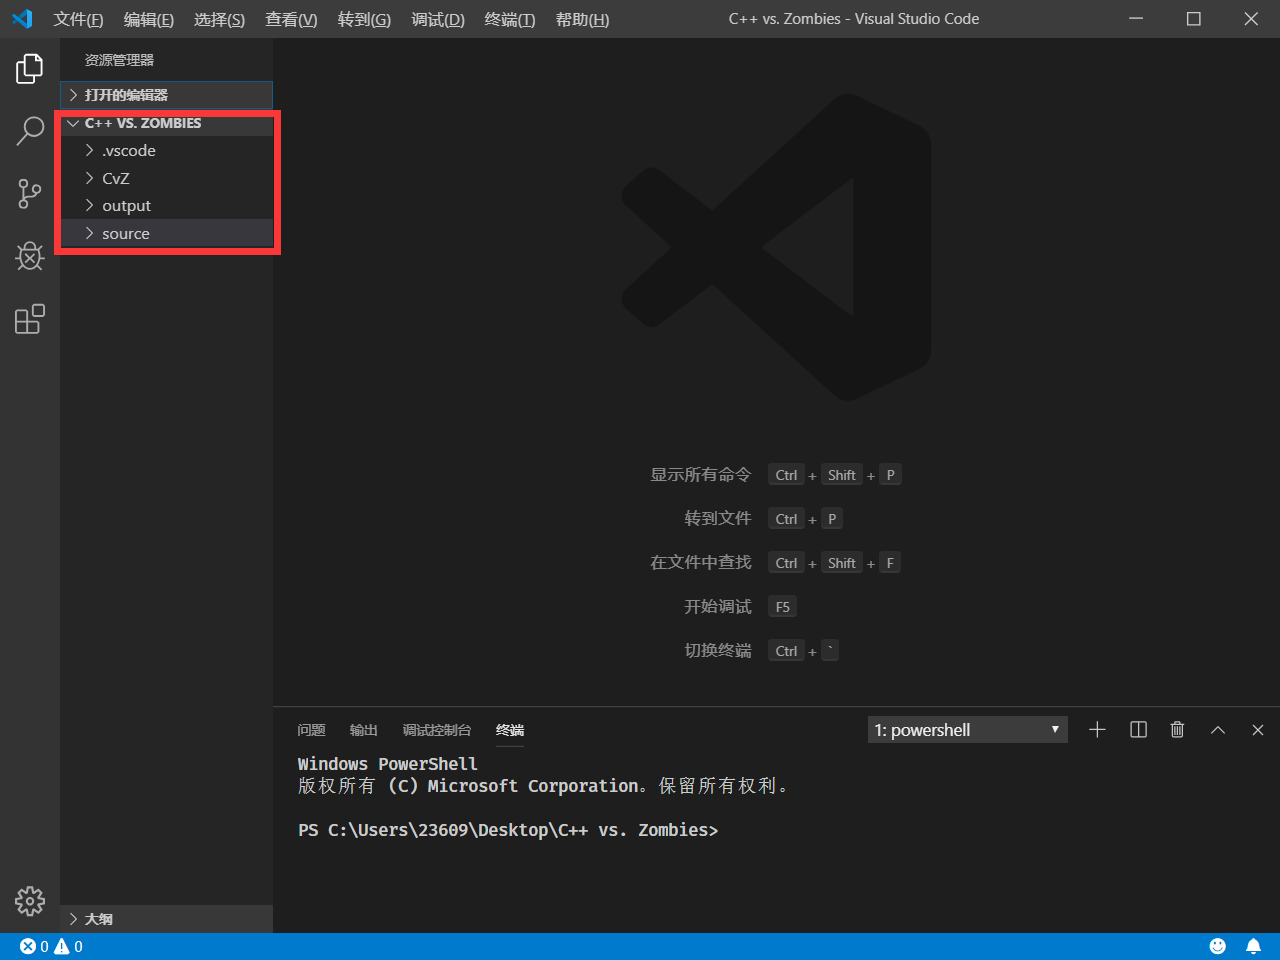 文件(F) 编辑(E) 选择(S) 查看(V) 转到(G) 调试(D) 终端(T) 帮助(H) C++ vs. Zombies - Visual Studio Code
资源管理器
打开的编辑器
C++ VS. ZOMBIES
.vscode
CvZ
output
source
显示所有命令 Ctrl + Shift + P
转到文件 Ctrl + P
在文件中查找 Ctrl + Shift + F
开始调试 F5
切换终端 Ctrl + `
问题 输出 调试控制台 终端 1: powershell
Windows PowerShell
版权所有 (C) Microsoft Corporation。保留所有权利。
PS C:\Users\23609\Desktop\C++ vs. Zombies>
大纲
0 0